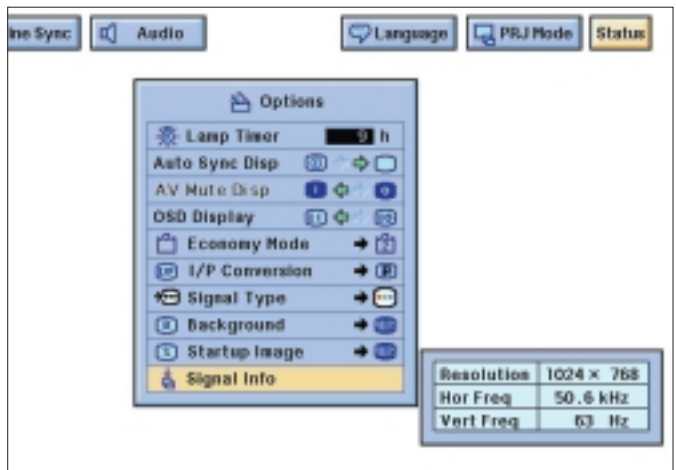 ine Sync Audio Language PRJ Mode Status
Options
Lamp Timer 9 h
Auto Sync Disp
AV Mute Disp
OSD Display
Economy Mode
I/P Conversion
Signal Type
Background
Startup Image
Signal Info
Resolution 1024 × 768
Hor Freq 50.6 kHz
Vert Freq 63 Hz